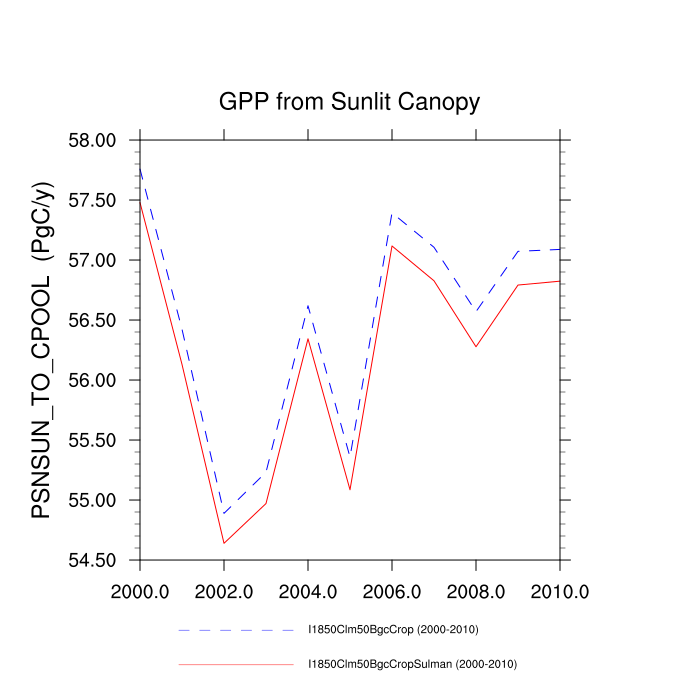 GPP from Sunlit Canopy
PSNSUN_TO_CPOOL (PgC/y)
58.00
57.50
57.00
56.50
56.00
55.50
55.00
54.50
2000.0 2002.0 2004.0 2006.0 2008.0 2010.0
I1850Clm50BgcCrop (2000-2010)
I1850Clm50BgcCropSulman (2000-2010)